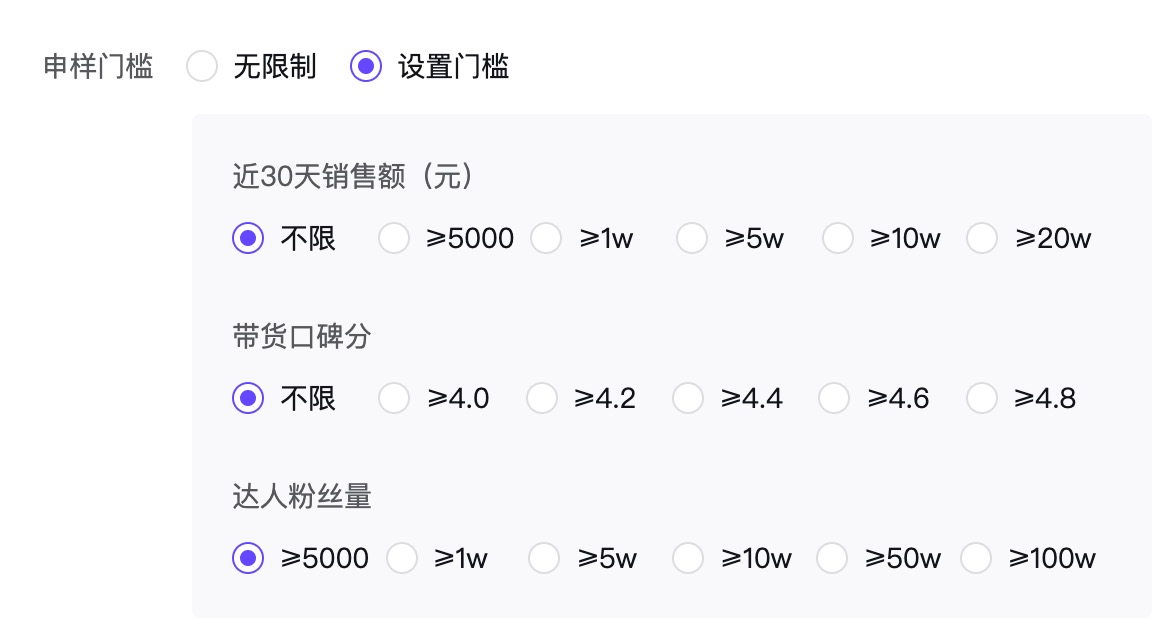 申样门槛 无限制 设置门槛
近30天销售额（元）
不限 ⩾5000 ⩾1w ⩾5w ⩾10w ⩾20w
带货口碑分
不限 ⩾4.0 ⩾4.2 ⩾4.4 ⩾4.6 ⩾4.8
达人粉丝量
⩾5000 ⩾1w ⩾5w ⩾10w ⩾50w ⩾100w